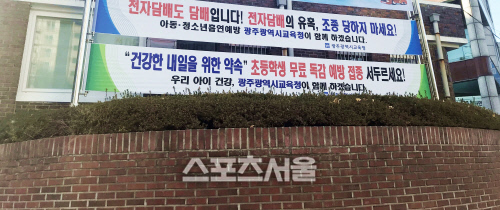 전자담배도 담배입니다! 전자담배의 유혹, 조종 당하지 마세요!
아동·청소년흡연예방 광주광역시교육청이 함께 하겠습니다.
광주광역시교육청
"건강한 내일을 위한 약속" 초등학생 무료 독감 예방 접종 서두르세요!
우리 아이 건강, 광주광역시교육청이 함께 하겠습니다.
스포츠서울